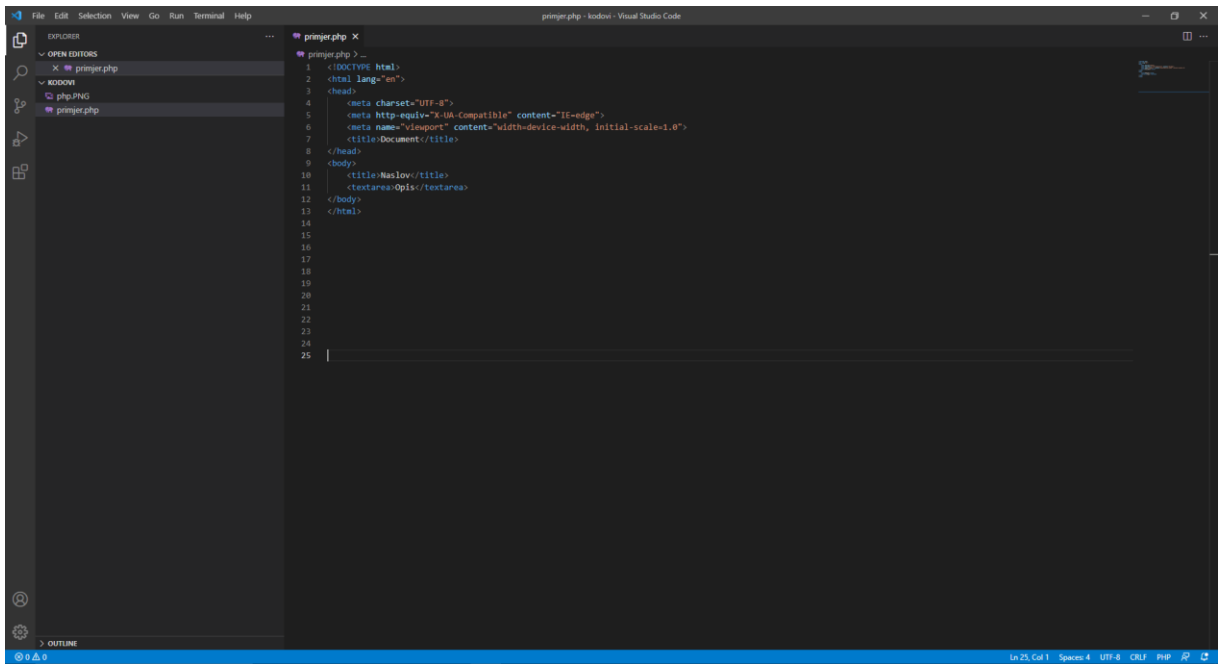 File Edit Selection View Go Run Terminal Help
primjer.php - kodovi - Visual Studio Code
EXPLORER
OPEN EDITORS
primjer.php
KODOVI
php.PNG
primjer.php
OUTLINE
primjer.php
primjer.php > ...
1 <!DOCTYPE html>
2 <html lang="en">
3 <head>
4 <meta charset="UTF-8">
5 <meta http-equiv="X-UA-Compatible" content="IE=edge">
6 <meta name="viewport" content="width=device-width, initial-scale=1.0">
7 <title>Document</title>
8 </head>
9 <body>
10 <title>Naslov</title>
11 <textarea>Opis</textarea>
12 </body>
13 </html>
14
15
16
17
18
19
20
21
22
23
24
25
0 0
Ln 25, Col 1 Spaces: 4 UTF-8 CRLF PHP